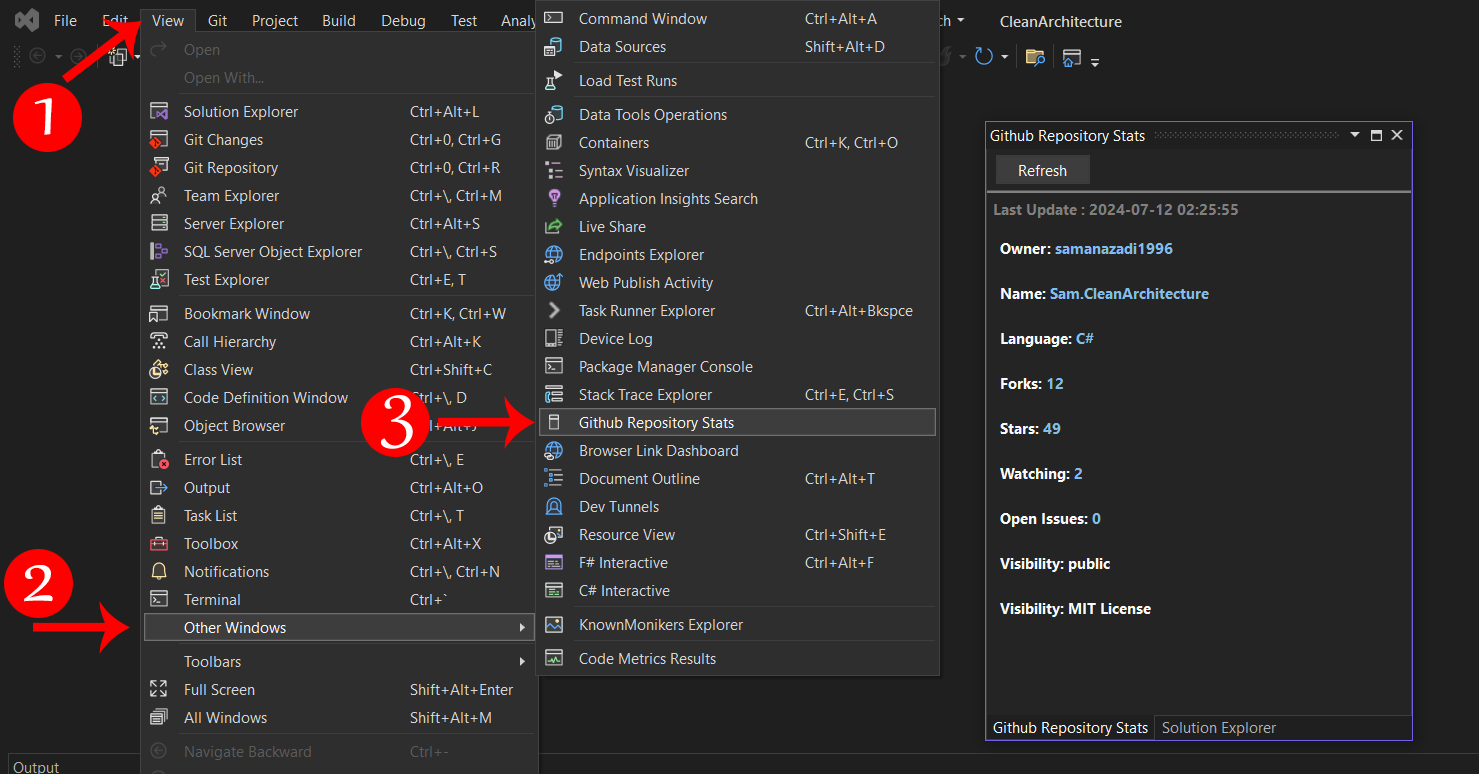 File Edit View Git Project Build Debug Test Analy ch CleanArchitecture
1
Open
Open With...
Solution Explorer Ctrl+Alt+L
Git Changes Ctrl+0, Ctrl+G
Git Repository Ctrl+0, Ctrl+R
Team Explorer Ctrl+\, Ctrl+M
Server Explorer Ctrl+Alt+S
SQL Server Object Explorer Ctrl+\, Ctrl+S
Test Explorer Ctrl+E, T
Bookmark Window Ctrl+K, Ctrl+W
Call Hierarchy Ctrl+Alt+K
Class View Ctrl+Shift+C
Code Definition Window Ctrl+\, D
Object Browser Ctrl+Alt+J
Error List Ctrl+\, E
Output Ctrl+Alt+O
Task List Ctrl+\, T
Toolbox Ctrl+Alt+X
Notifications Ctrl+\, Ctrl+N
Terminal Ctrl+`
2
Other Windows
Toolbars
Full Screen Shift+Alt+Enter
All Windows Shift+Alt+M
Navigate Backward Ctrl+-
Output
Command Window Ctrl+Alt+A
Data Sources Shift+Alt+D
Load Test Runs
Data Tools Operations
Containers Ctrl+K, Ctrl+O
Syntax Visualizer
Application Insights Search
Live Share
Endpoints Explorer
Web Publish Activity
Task Runner Explorer Ctrl+Alt+Bkspce
Device Log
Package Manager Console
Stack Trace Explorer Ctrl+E, Ctrl+S
3
Github Repository Stats
Browser Link Dashboard
Document Outline Ctrl+Alt+T
Dev Tunnels
Resource View Ctrl+Shift+E
F# Interactive Ctrl+Alt+F
C# Interactive
KnownMonikers Explorer
Code Metrics Results
Github Repository Stats
Refresh
Last Update : 2024-07-12 02:25:55
Owner: samanazadi1996
Name: Sam.CleanArchitecture
Language: C#
Forks: 12
Stars: 49
Watching: 2
Open Issues: 0
Visibility: public
Visibility: MIT License
Github Repository Stats Solution Explorer